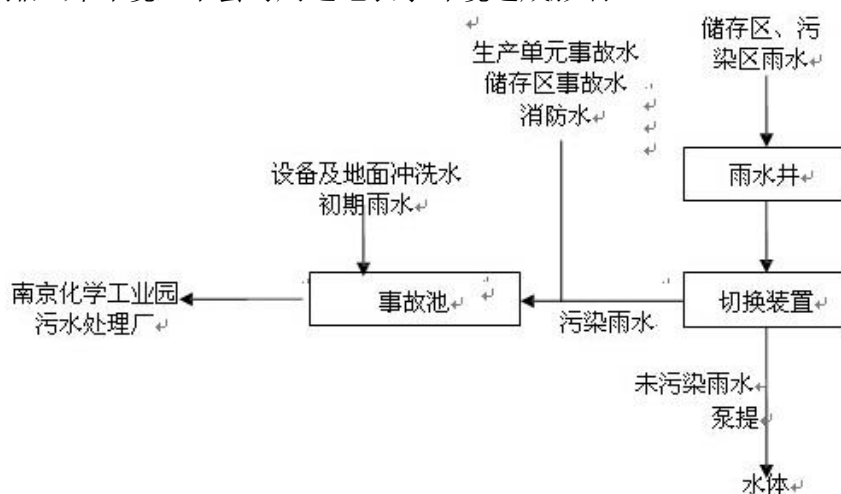 生产单元事故水
储存区事故水
消防水
储存区、污
染区雨水
雨水井
设备及地面冲洗水
初期雨水
南京化学工业园
污水处理厂
事故池
污染雨水
切换装置
未污染雨水
泵提
水体